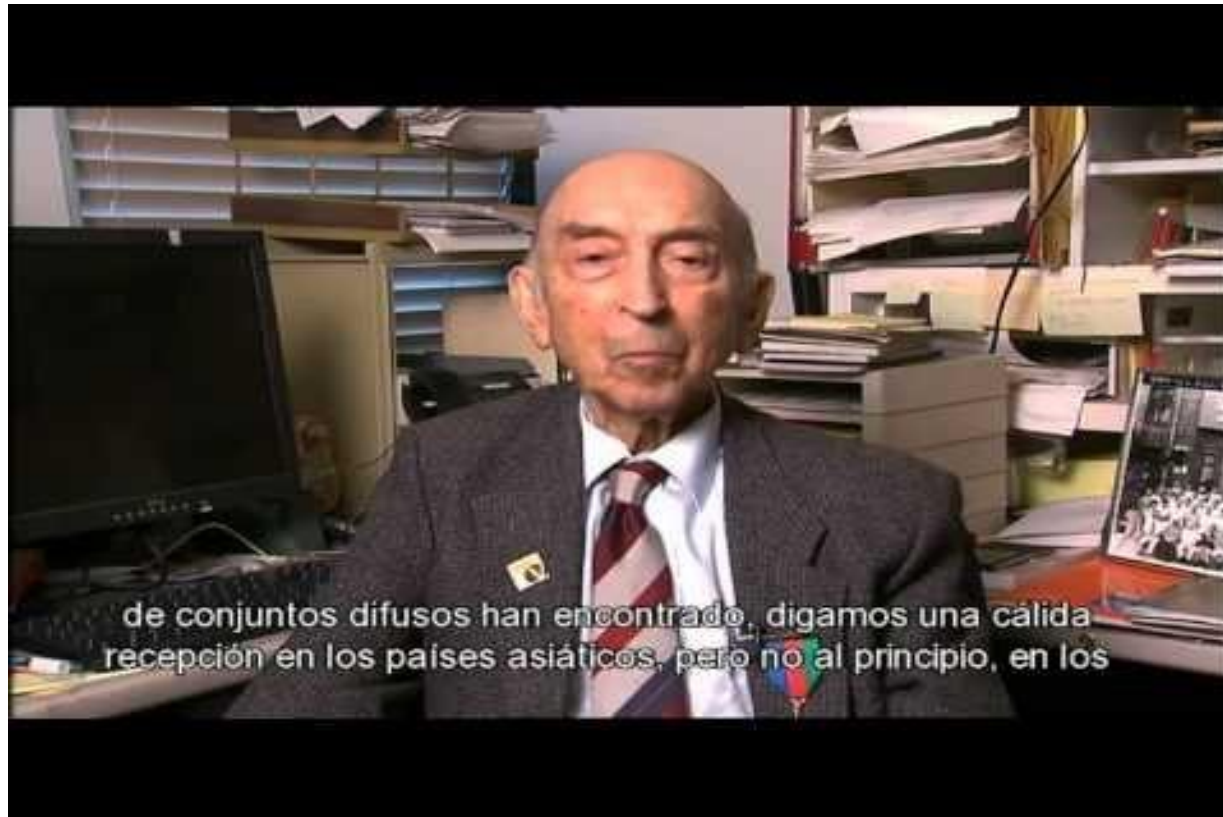 de conjuntos difusos han encontrado, digamos una cálida
recepción en los países asiáticos, pero no al principio, en los